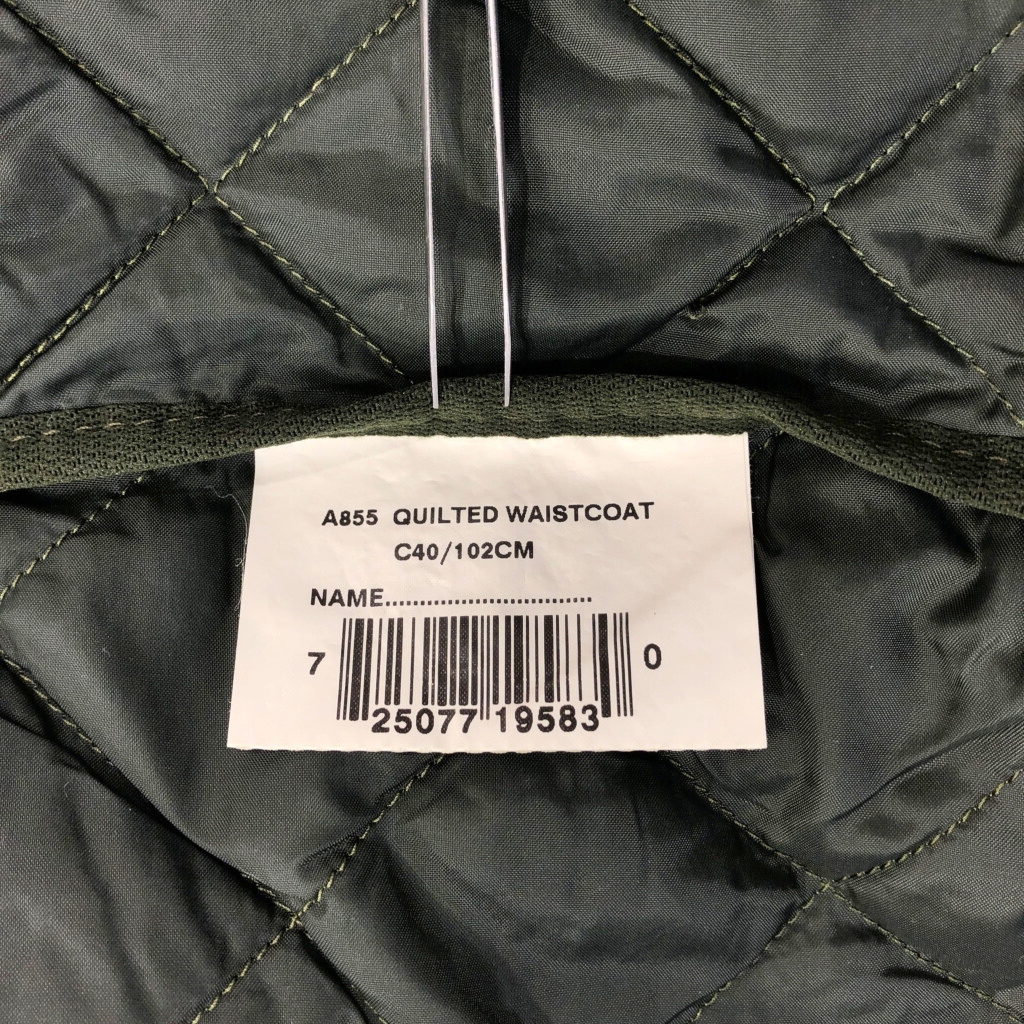 A855 QUILTED WAISTCOAT
C40/102CM
NAME..............................
7 25077 19583 0